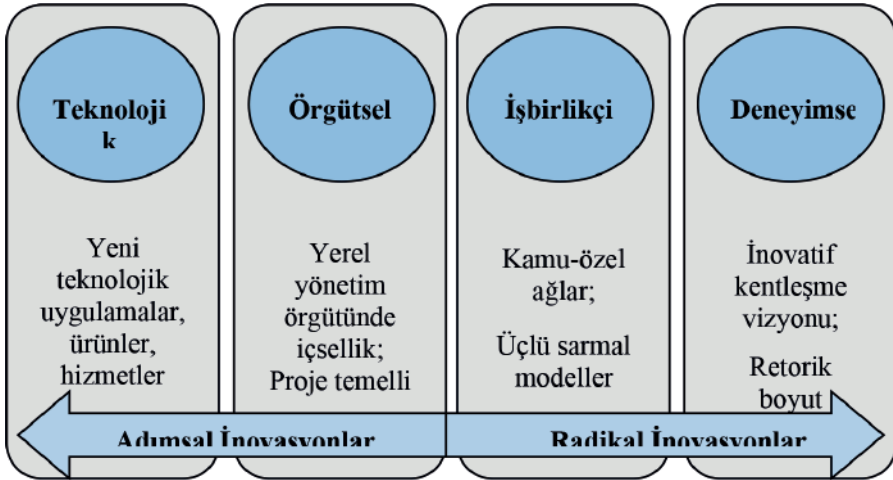 Teknoloji
k
Örgütsel
İşbirlikçi
Deneyimse
Yeni
teknolojik
uygulamalar,
ürünler,
hizmetler
Yerel
yönetim
örgütünde
içsellik;
Proje temelli
Kamu-özel
ağlar;
Üçlü sarmal
modeller
İnovatif
kentleşme
vizyonu;
Retorik
boyut
Adımsal İnovasyonlar
Radikal İnovasyonlar